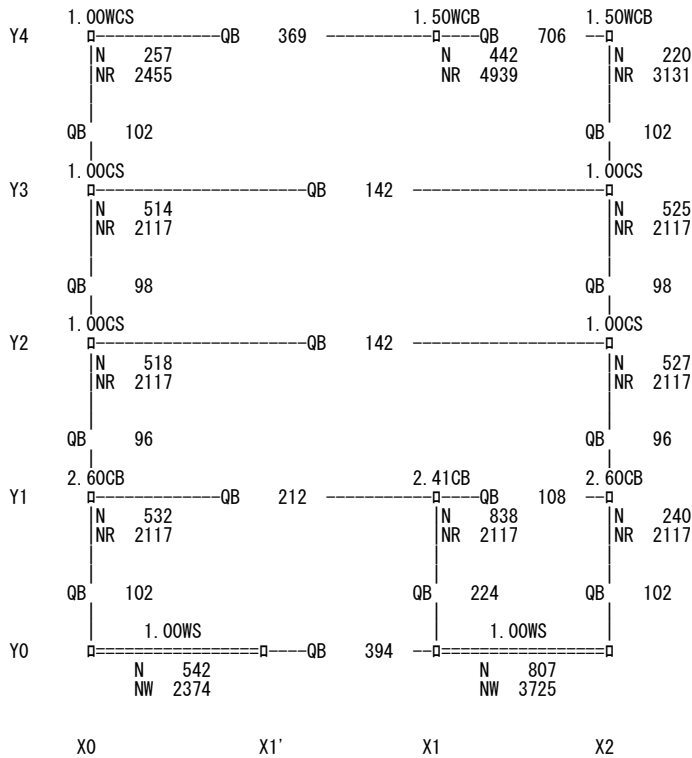 1.00WCS 1.50WCB 1.50WCB
Y4 QB 369 QB 706
N 257 N 442 N 220
NR 2455 NR 4939 NR 3131
QB 102 QB 102
1.00CS 1.00CS
Y3 QB 142
N 514 N 525
NR 2117 NR 2117
QB 98 QB 98
1.00CS 1.00CS
Y2 QB 142
N 518 N 527
NR 2117 NR 2117
QB 96 QB 96
2.60CB 2.41CB 2.60CB
Y1 QB 212 QB 108
N 532 N 838 N 240
NR 2117 NR 2117 NR 2117
QB 102 QB 224 QB 102
1.00WS 1.00WS
Y0 QB 394
N 542 N 807
NW 2374 NW 3725
X0 X1' X1 X2